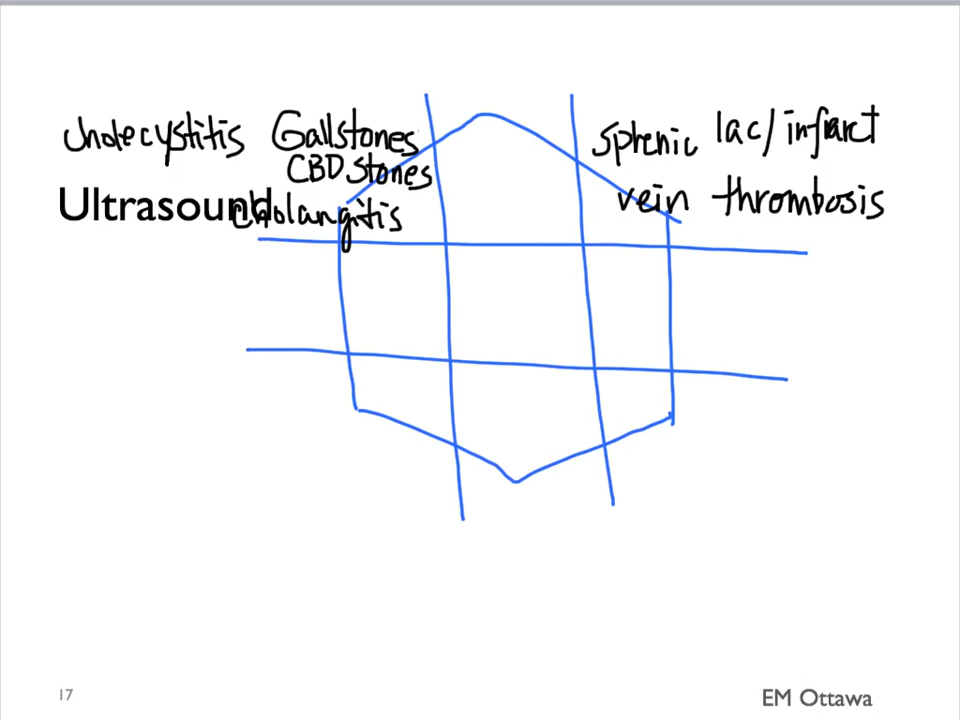 Cholecystitis Gallstones
CBD Stones
Ultrasound
Cholangitis
Splenic lac/infarct
vein thrombosis
17
EM Ottawa